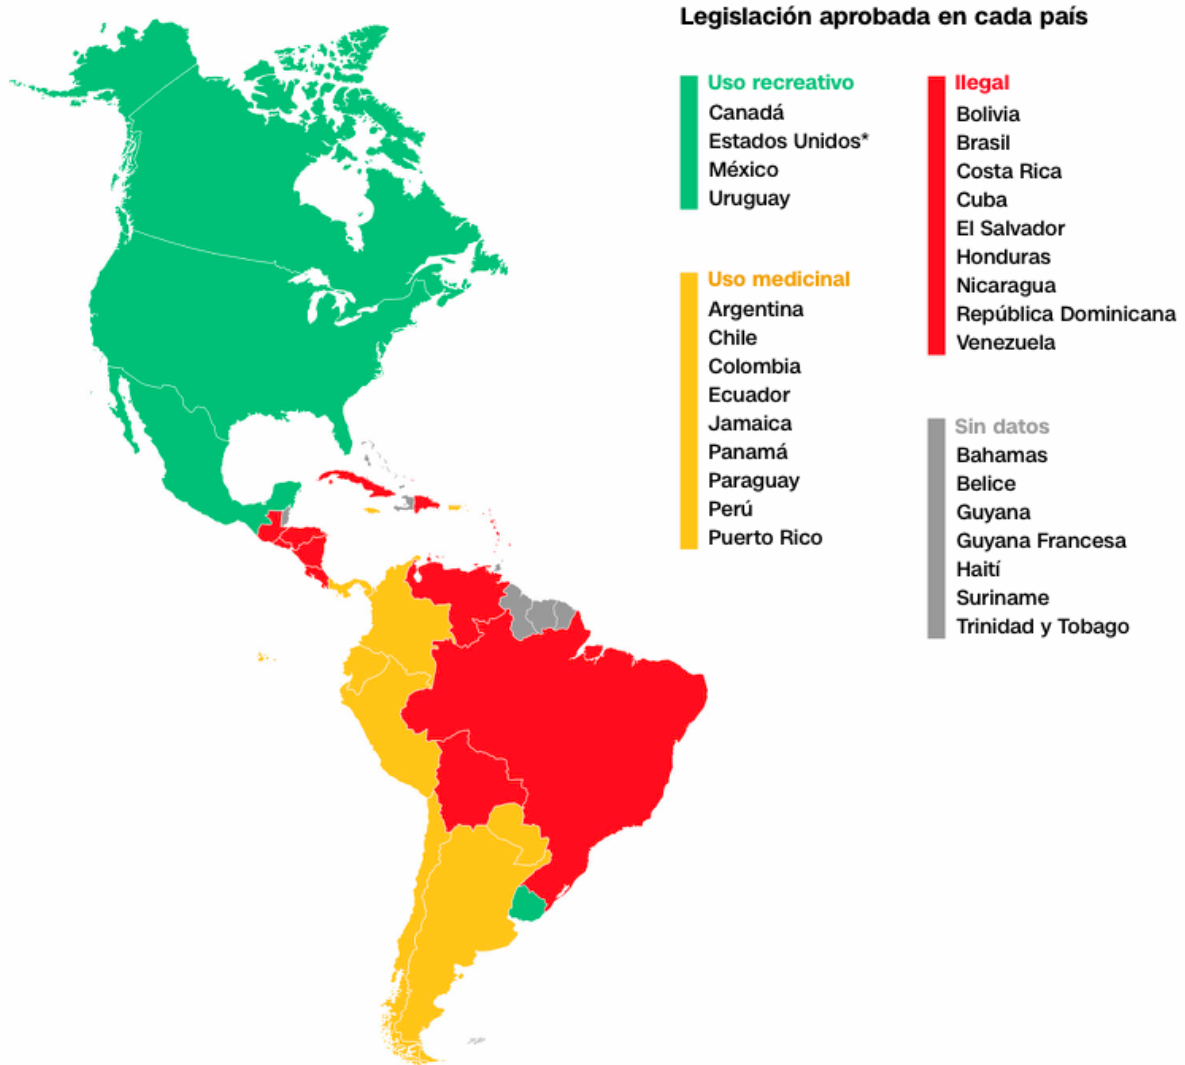 Legislación aprobada en cada país
Uso recreativo
Canadá
Estados Unidos*
México
Uruguay
Uso medicinal
Argentina
Chile
Colombia
Ecuador
Jamaica
Panamá
Paraguay
Perú
Puerto Rico
Ilegal
Bolivia
Brasil
Costa Rica
Cuba
El Salvador
Honduras
Nicaragua
República Dominicana
Venezuela
Sin datos
Bahamas
Belice
Guyana
Guyana Francesa
Haití
Suriname
Trinidad y Tobago